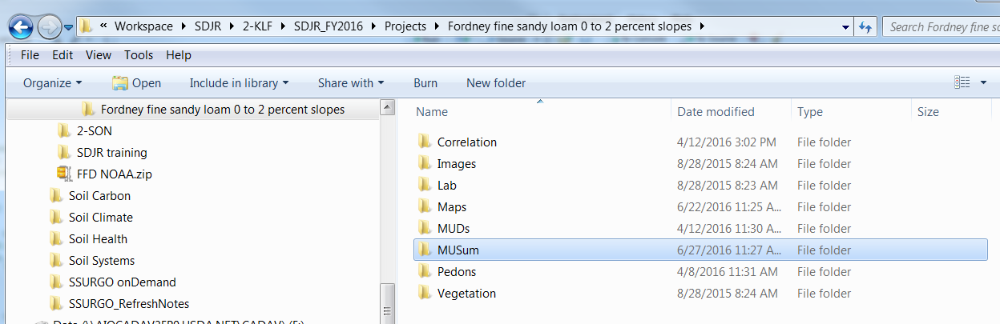 « Workspace ▸ SDJR ▸ 2-KLF ▸ SDJR_FY2016 ▸ Projects ▸ Fordney fine sandy loam 0 to 2 percent slopes ▸
Search Fordney fine
File Edit View Tools Help
Organize Open Include in library Share with Burn New folder
Fordney fine sandy loam 0 to 2 percent slopes
2-SON
SDJR training
FFD NOAA.zip
Soil Carbon
Soil Climate
Soil Health
Soil Systems
SSURGO onDemand
SSURGO_RefreshNotes
Name Date modified Type Size
Correlation 4/12/2016 3:02 PM File folder
Images 8/28/2015 8:24 AM File folder
Lab 8/28/2015 8:23 AM File folder
Maps 6/22/2016 11:25 A... File folder
MUDs 4/12/2016 11:30 A... File folder
MUSum 6/27/2016 11:27 A... File folder
Pedons 4/8/2016 11:31 AM File folder
Vegetation 8/28/2015 8:24 AM File folder